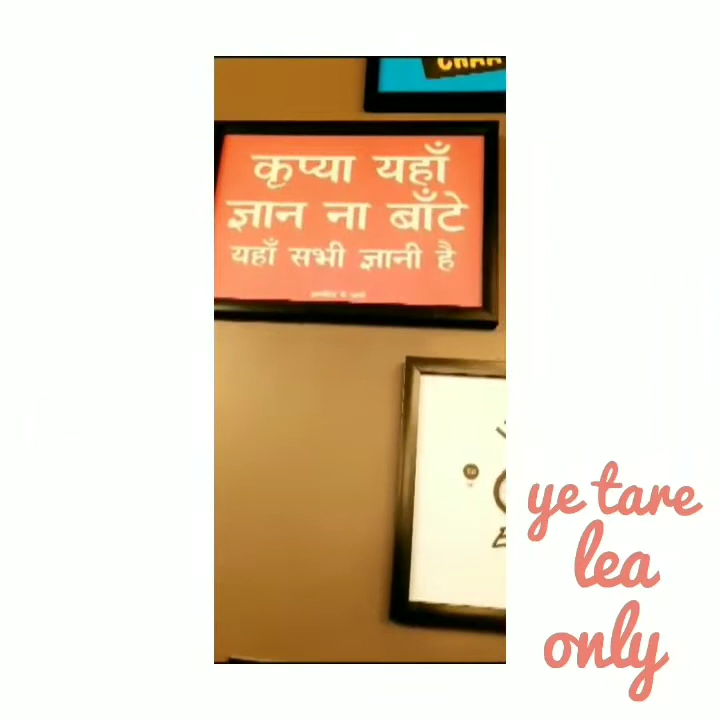 कृप्या यहाँ
ज्ञान ना बाँटे
यहाँ सभी ज्ञानी है
ye tare
lea
only